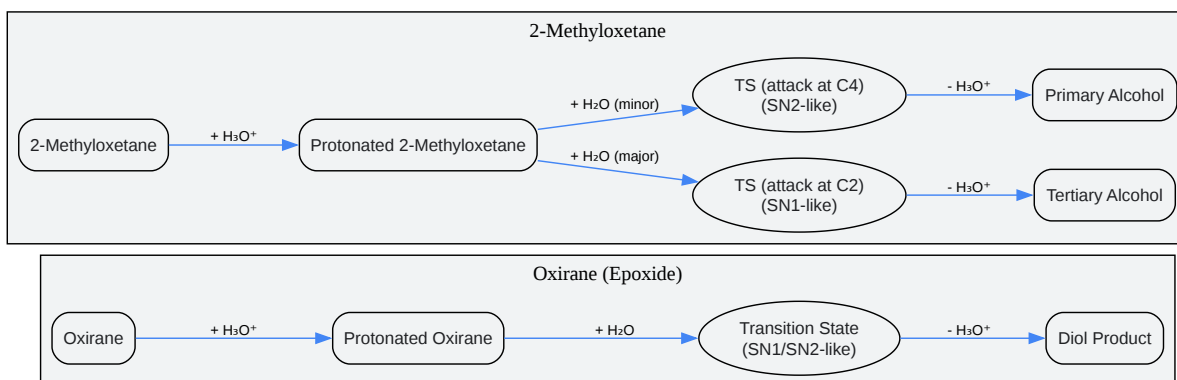 2-Methyloxetane
2-Methyloxetane
+ H₃O⁺
Protonated 2-Methyloxetane
+ H₂O (minor)
TS (attack at C4)
(SN2-like)
- H₃O⁺
Primary Alcohol
+ H₂O (major)
TS (attack at C2)
(SN1-like)
- H₃O⁺
Tertiary Alcohol
Oxirane (Epoxide)
Oxirane
+ H₃O⁺
Protonated Oxirane
+ H₂O
Transition State
(SN1/SN2-like)
- H₃O⁺
Diol Product